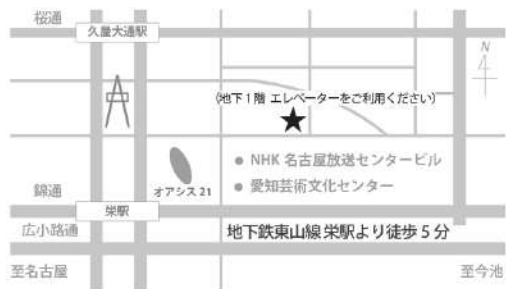 桜通
久屋大通駅
N
(地下1階 エレベーターをご利用ください)
● NHK 名古屋放送センタービル
オアシス21
● 愛知芸術文化センター
錦通
栄駅
広小路通
地下鉄東山線 栄駅より徒歩5分
至名古屋
至今池